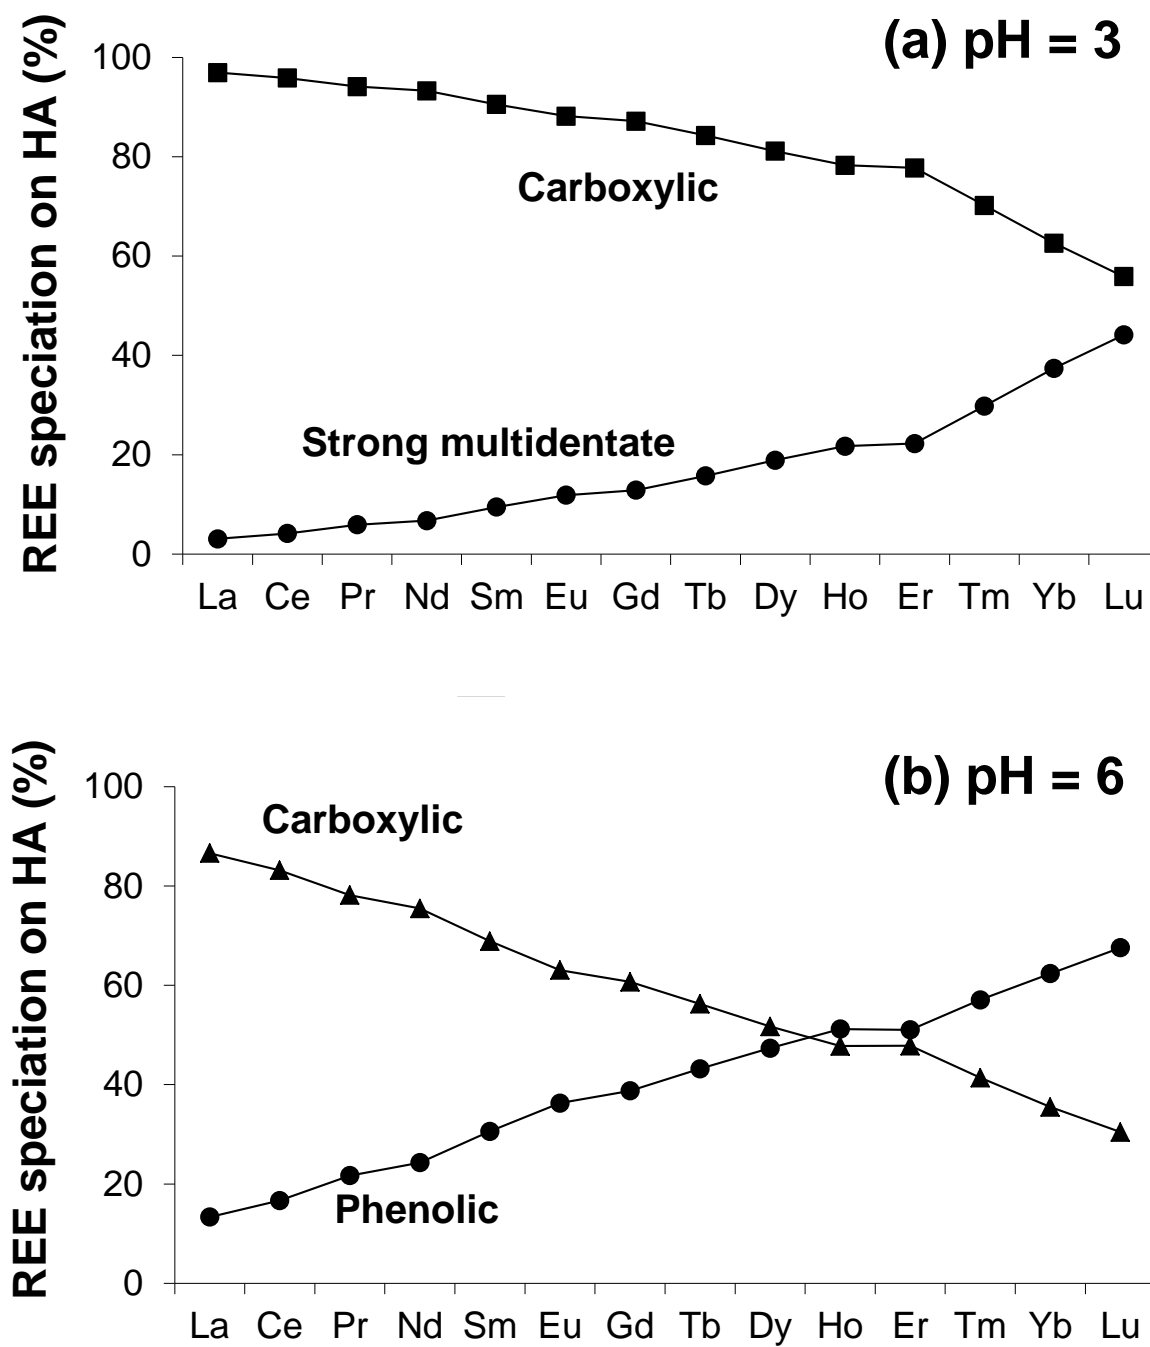 (a) pH = 3
REE speciation on HA (%)
100
80
60
40
20
0
Carboxylic
Strong multidentate
La Ce Pr Nd Sm Eu Gd Tb Dy Ho Er Tm Yb Lu
(b) pH = 6
REE speciation on HA (%)
100
80
60
40
20
0
Carboxylic
Phenolic
La Ce Pr Nd Sm Eu Gd Tb Dy Ho Er Tm Yb Lu